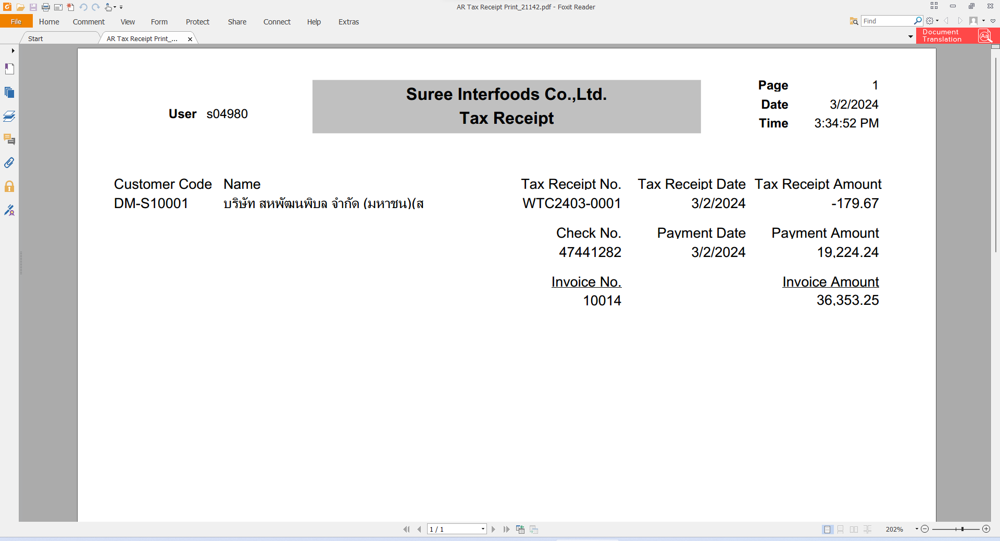 AR Tax Receipt Print_21142.pdf - Foxit Reader
File Home Comment View Form Protect Share Connect Help Extras
Find
Start
AR Tax Receipt Print_...
Document
Translation
Suree Interfoods Co.,Ltd.
Tax Receipt
User s04980
Page 1
Date 3/2/2024
Time 3:34:52 PM
Customer Code Name Tax Receipt No. Tax Receipt Date Tax Receipt Amount
DM-S10001 บริษัท สหพัฒนพิบล จำกัด (มหาชน)(ส WTC2403-0001 3/2/2024 -179.67
Check No. Payment Date Payment Amount
47441282 3/2/2024 19,224.24
Invoice No. Invoice Amount
10014 36,353.25
1 / 1
202%